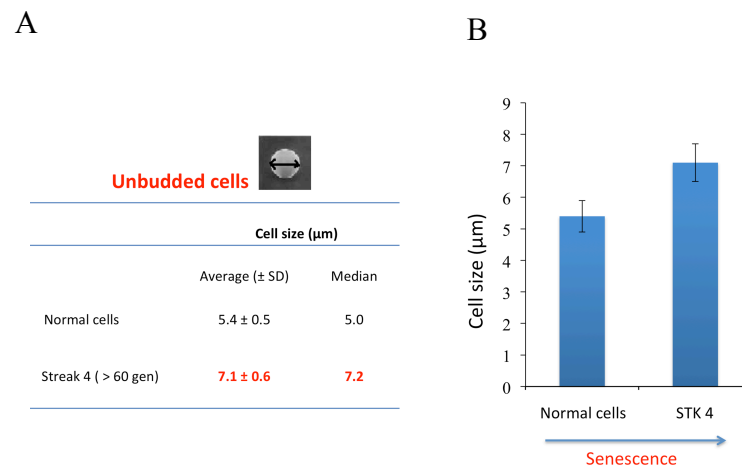 A
Unbudded cells
Cell size (µm)
Average (± SD) Median
Normal cells 5.4 ± 0.5 5.0
Streak 4 ( > 60 gen) 7.1 ± 0.6 7.2
B
Cell size (µm)
9
8
7
6
5
4
3
2
1
0
Normal cells STK 4
Senescence